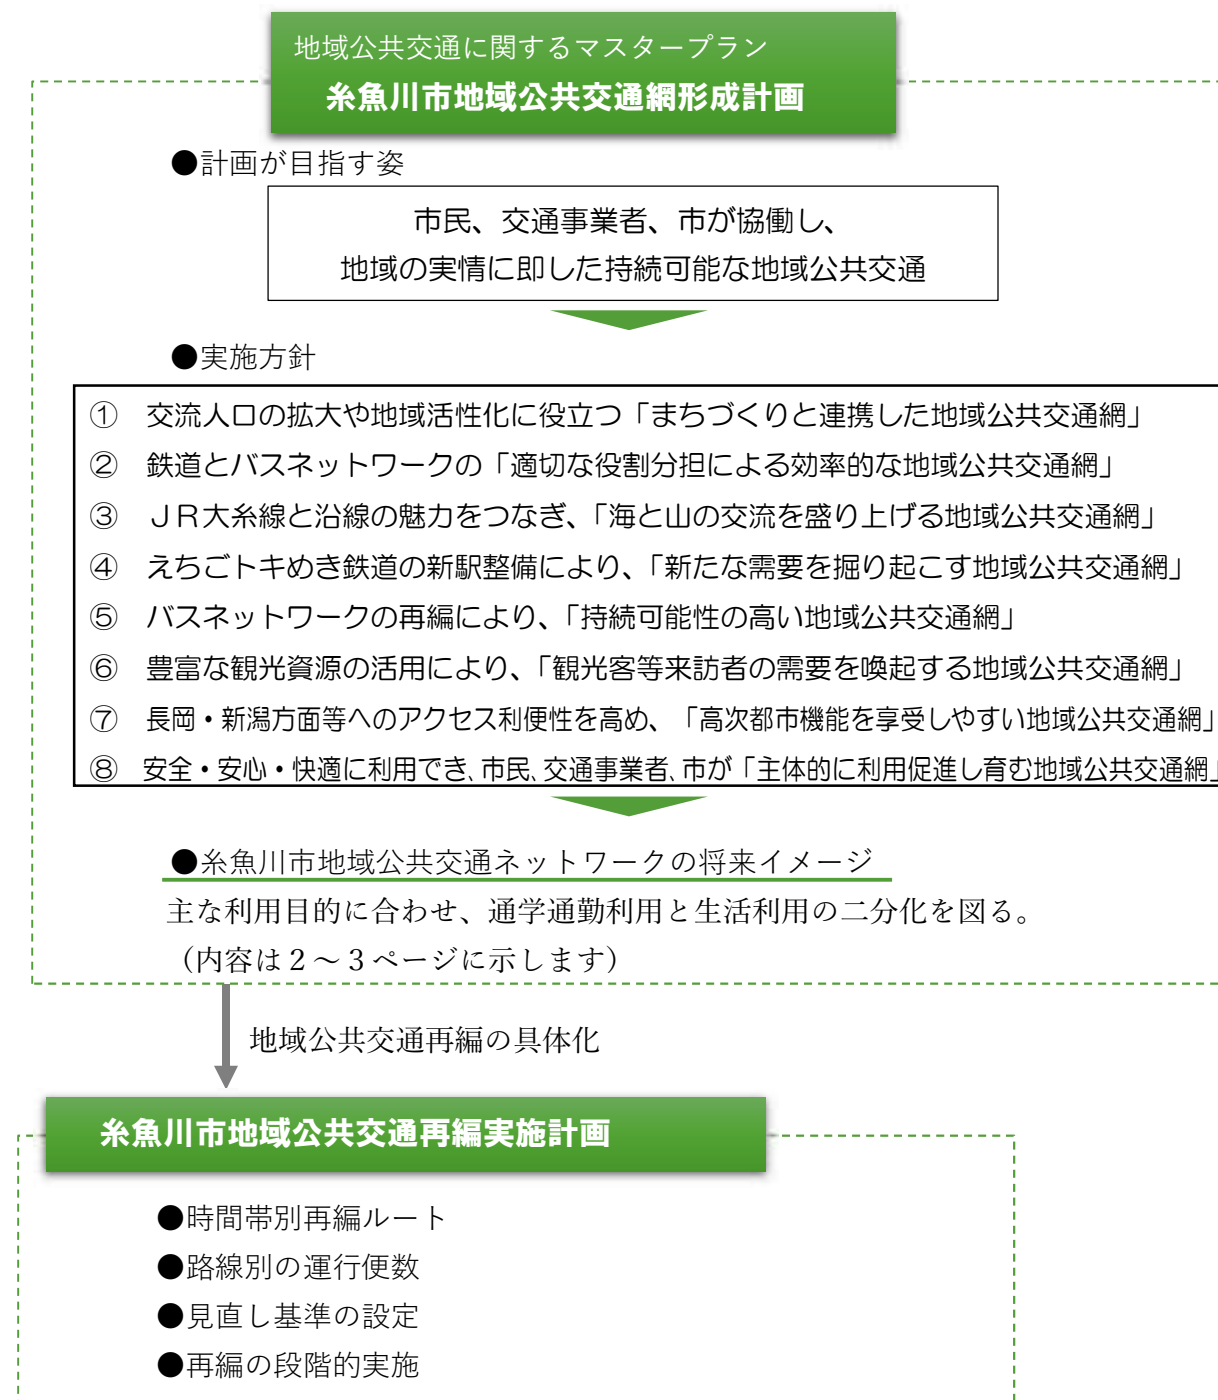 地域公共交通に関するマスタープラン
糸魚川市地域公共交通網形成計画
●計画が目指す姿
市民、交通事業者、市が協働し、
地域の実情に即した持続可能な地域公共交通
●実施方針
① 交流人口の拡大や地域活性化に役立つ「まちづくりと連携した地域公共交通網」
② 鉄道とバスネットワークの「適切な役割分担による効率的な地域公共交通網」
③ ＪＲ大糸線と沿線の魅力をつなぎ、「海と山の交流を盛り上げる地域公共交通網」
④ えちごトキめき鉄道の新駅整備により、「新たな需要を掘り起こす地域公共交通網」
⑤ バスネットワークの再編により、「持続可能性の高い地域公共交通網」
⑥ 豊富な観光資源の活用により、「観光客等来訪者の需要を喚起する地域公共交通網」
⑦ 長岡・新潟方面等へのアクセス利便性を高め、「高次都市機能を享受しやすい地域公共交通網」
⑧ 安全・安心・快適に利用でき、市民、交通事業者、市が「主体的に利用促進し育む地域公共交通網」
●糸魚川市地域公共交通ネットワークの将来イメージ
主な利用目的に合わせ、通学通勤利用と生活利用の二分化を図る。
（内容は２～３ページに示します）
地域公共交通再編の具体化
糸魚川市地域公共交通再編実施計画
●時間帯別再編ルート
●路線別の運行便数
●見直し基準の設定
●再編の段階的実施